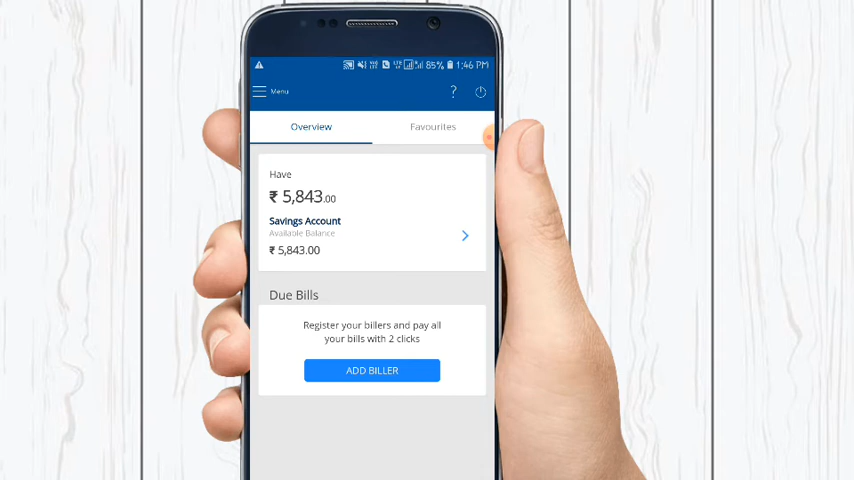 85% 1:46 PM
Menu ?
Overview Favourites
Have
₹ 5,843.00
Savings Account
Available Balance
₹ 5,843.00
Due Bills
Register your billers and pay all
your bills with 2 clicks
ADD BILLER